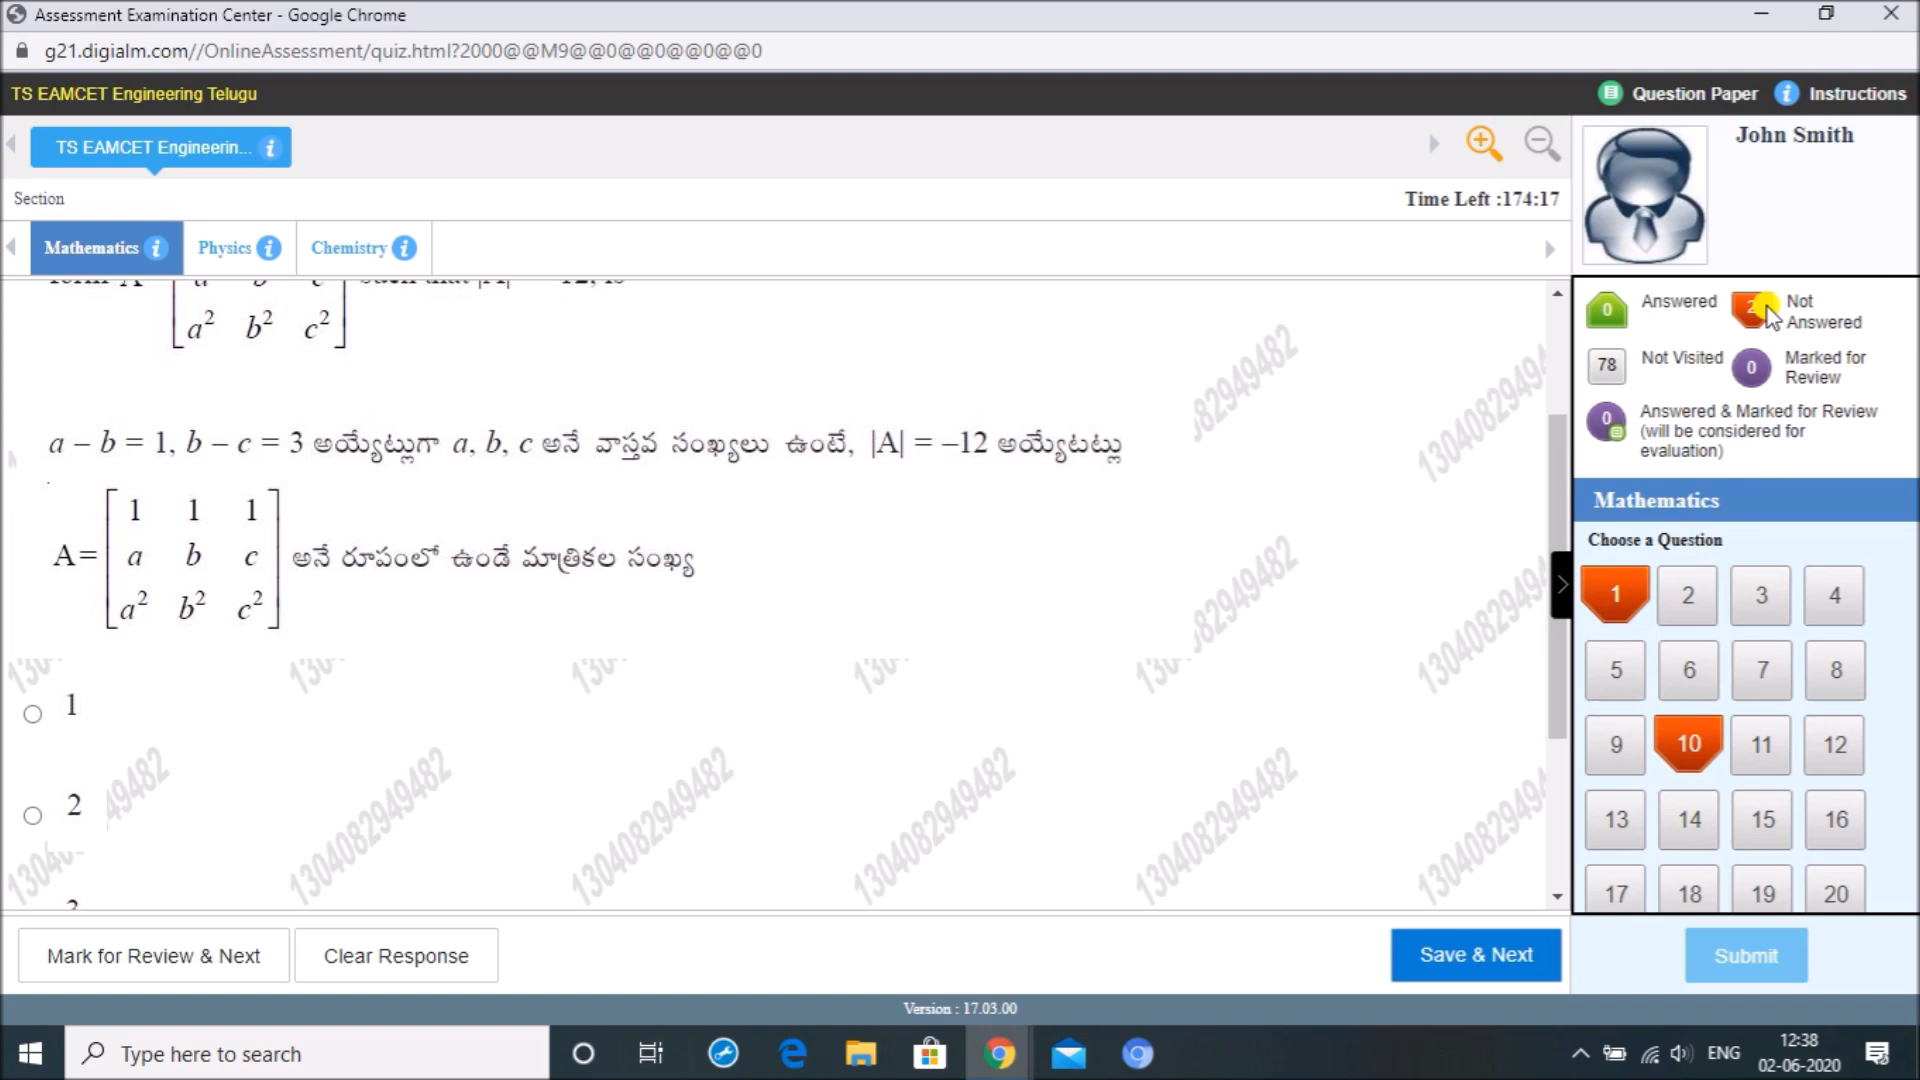 Assessment Examination Center - Google Chrome
g21.digialm.com//OnlineAssessment/quiz.html?2000@@M9@@0@@0@@0@@0
TS EAMCET Engineering Telugu
Question Paper
Instructions
TS EAMCET Engineerin...
John Smith
Section
Time Left :174:17
Mathematics
Physics
Chemistry
a² b² c²
a – b = 1, b – c = 3 అయ్యేట్లుగా a, b, c అనే వాస్తవ సంఖ్యలు ఉంటే, |A| = –12 అయ్యేటట్లు
1 1 1
A= a b c అనే రూపంలో ఉండే మాత్రికల సంఖ్య
a² b² c²
1
2
0 Answered
2 Not Answered
78 Not Visited
0 Marked for Review
0 Answered & Marked for Review
(will be considered for
evaluation)
Mathematics
Choose a Question
1 2 3 4
5 6 7 8
9 10 11 12
13 14 15 16
17 18 19 20
Mark for Review & Next
Clear Response
Save & Next
Submit
Version : 17.03.00
Type here to search
ENG
12:38
02-06-2020
1304082949482